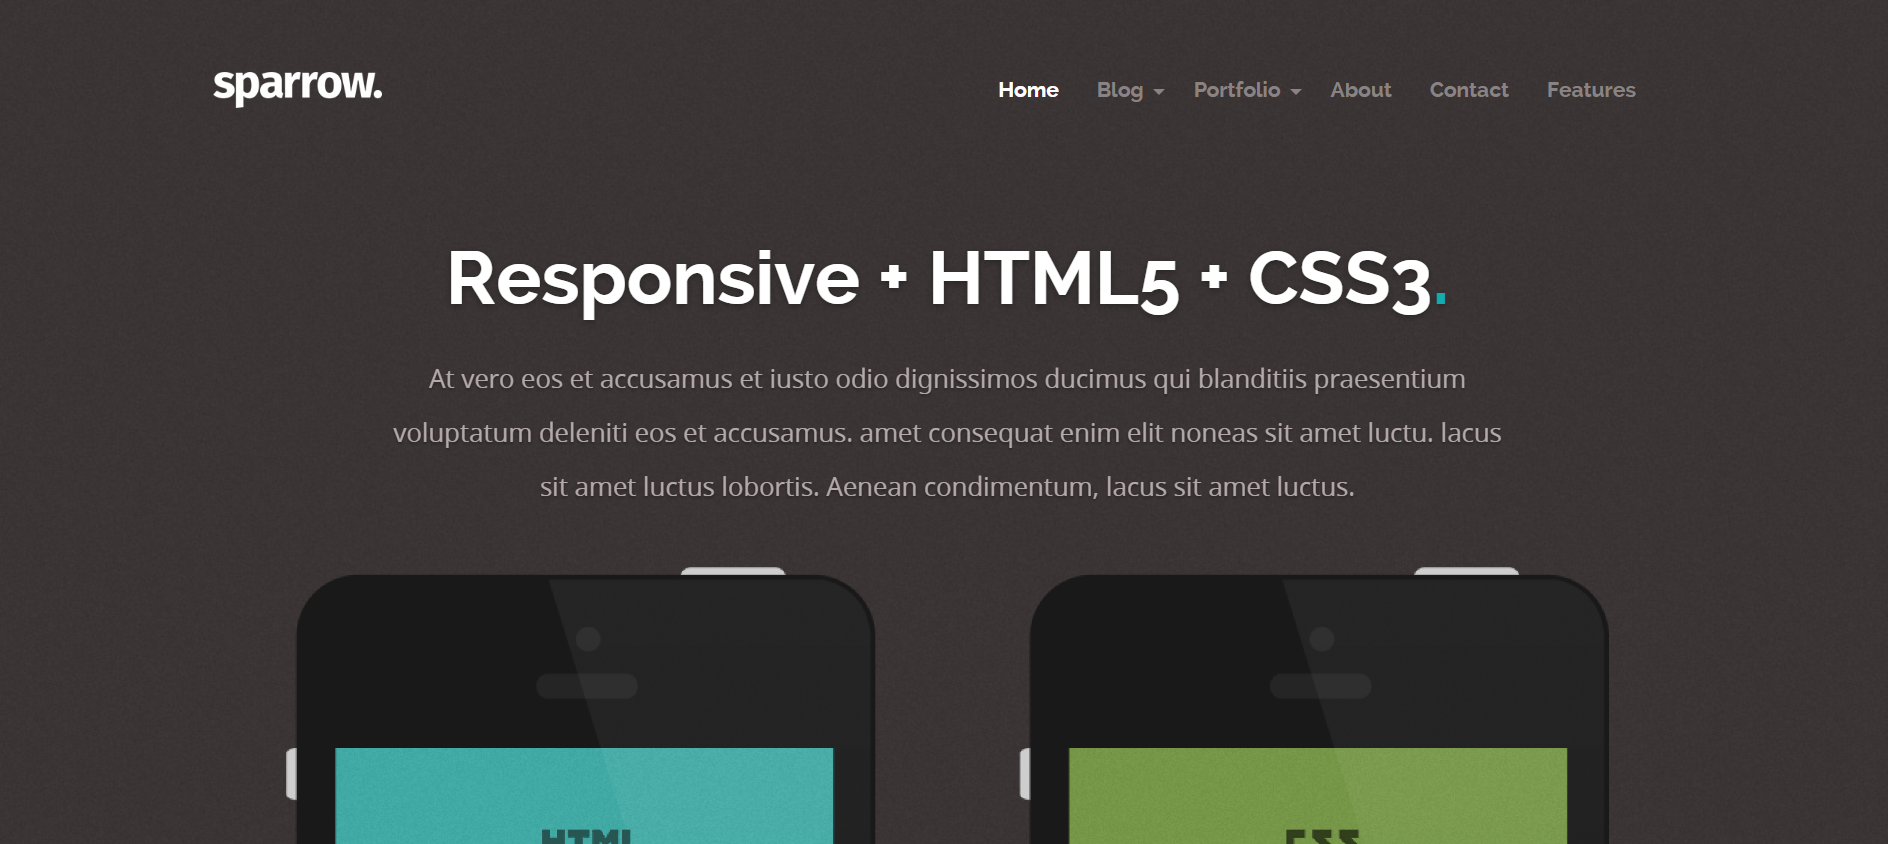 sparrow.
Home Blog Portfolio About Contact Features
Responsive + HTML5 + CSS3.
At vero eos et accusamus et iusto odio dignissimos ducimus qui blanditiis praesentium
voluptatum deleniti eos et accusamus. amet consequat enim elit noneas sit amet luctu. lacus
sit amet luctus lobortis. Aenean condimentum, lacus sit amet luctus.
HTML CSS